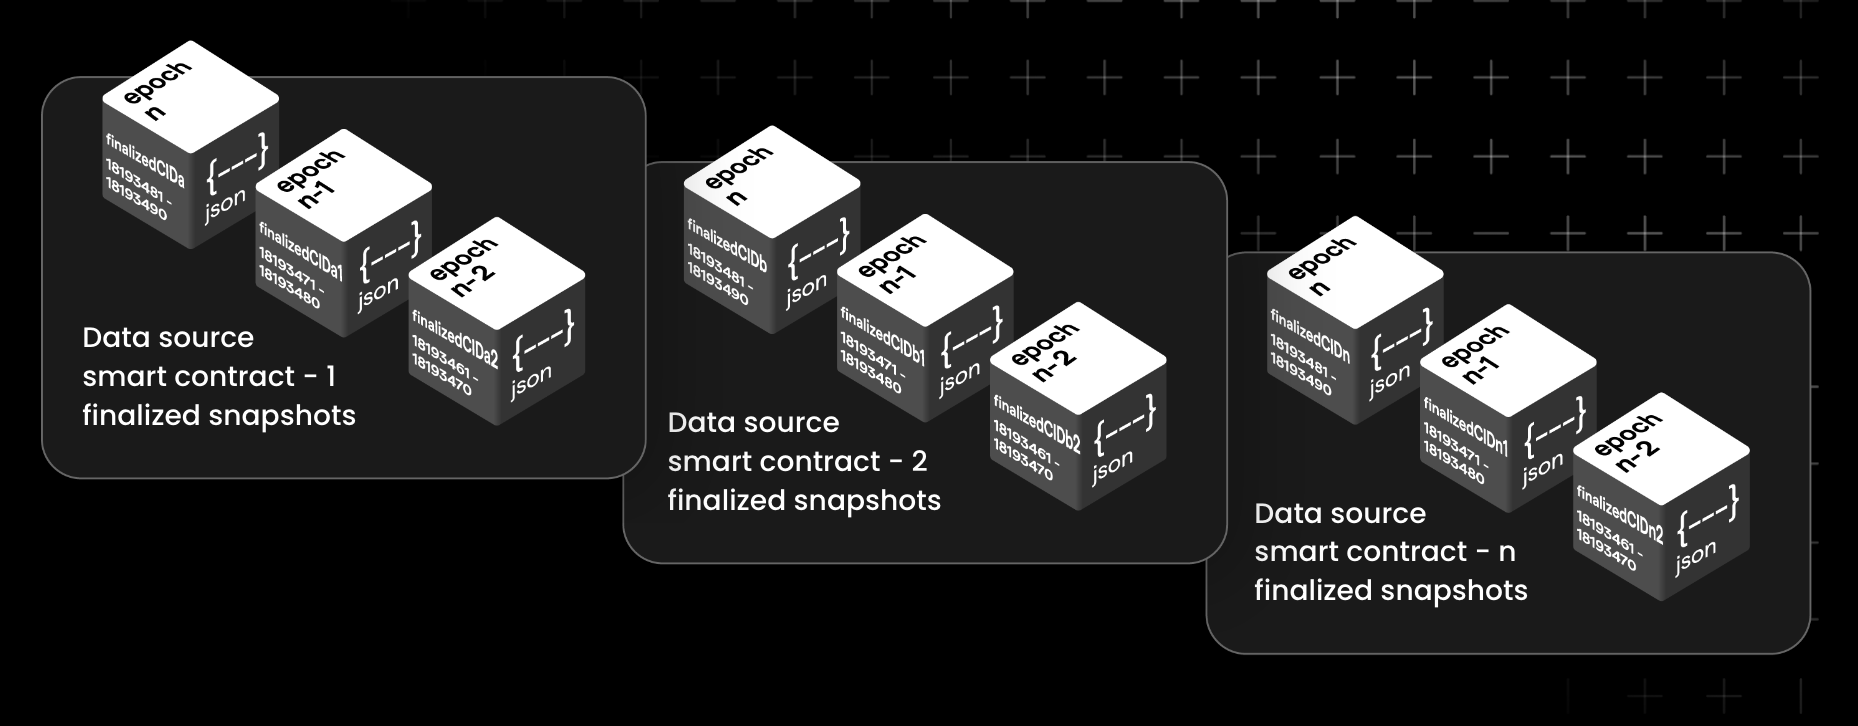 epoch
n
finalizedCIDa
18193481 -
18193490
{---}
json
epoch
n-1
finalizedCIDa1
18193471 -
18193480
{---}
json
epoch
n-2
finalizedCIDa2
18193461 -
18193470
{---}
json
Data source
smart contract - 1
finalized snapshots
epoch
n
finalizedCIDb
18193481 -
18193490
{---}
json
epoch
n-1
finalizedCIDb1
18193471 -
18193480
{---}
json
epoch
n- 2
finalizedCIDb2
18193461 -
18193470
{---}
json
Data source
smart contract - 2
finalized snapshots
epoch
n
finalizedCIDn
18193481 -
18193490
{---}
json
epoch
n-1
finalizedCIDn1
18193471 -
18193480
{---}
json
epoch
n- 2
finalizedCIDn2
18193461 -
18193470
{---}
json
Data source
smart contract - n
finalized snapshots